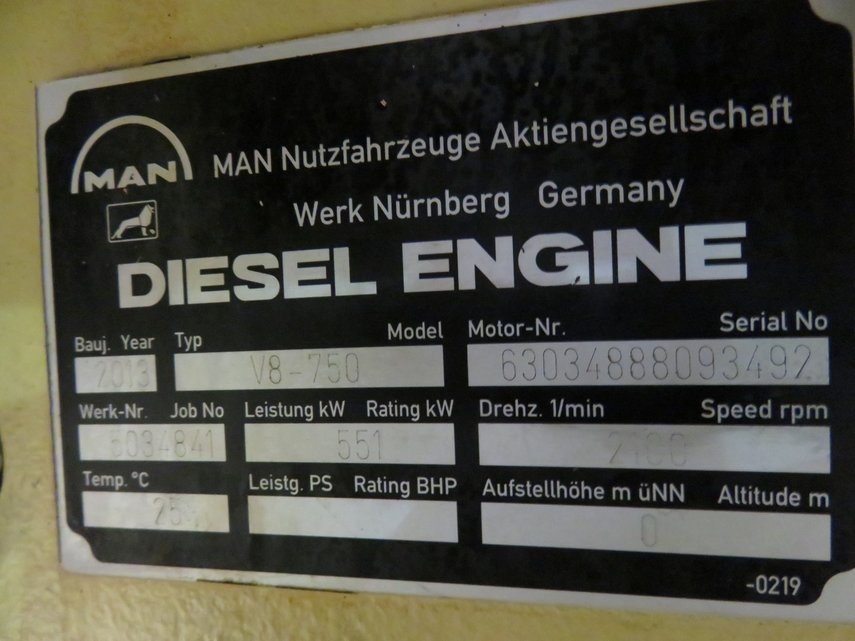 MAN
MAN Nutzfahrzeuge Aktiengesellschaft
Werk Nürnberg Germany
DIESEL ENGINE
Bauj. Year Typ Model Motor-Nr. Serial No
2013 V8-750 63034888093492
Werk-Nr. Job No Leistung kW Rating kW Drehz. 1/min Speed rpm
6034841 551
Temp. °C Leistg. PS Rating BHP Aufstellhöhe m üNN Altitude m
25 0
-0219